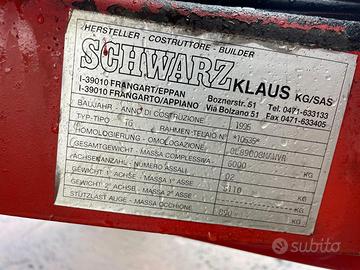 HERSTELLER - COSTRUTTORE - BUILDER
SCHWARZ KLAUS KG/SAS
I-39010 FRANGART/EPPAN Boznerstr. 51 Tel. 0471-633133
I-39010 FRANGARTO/APPIANO Via Bolzano 51 Fax 0471-633405
BAUJAHR - ANNO DI COSTRUZIONE 1995
TYP-TIPO RAHMEN-TELAIO N° *10535*
HOMOLOGIERUNG - OMOLOGAZIONE
GESAMTGEWICHT - MASSA COMPLESSIVA 6000 KG
ACHSENANZAHL - NUMERO ASSALI 02
GEWICHT 1° ACHSE - MASSA 1° ASSE KG
GEWICHT 2° ACHSE - MASSA 2° ASSE KG
STÜTZLAST AUGE - MASSA OCCHIONE KG
subito